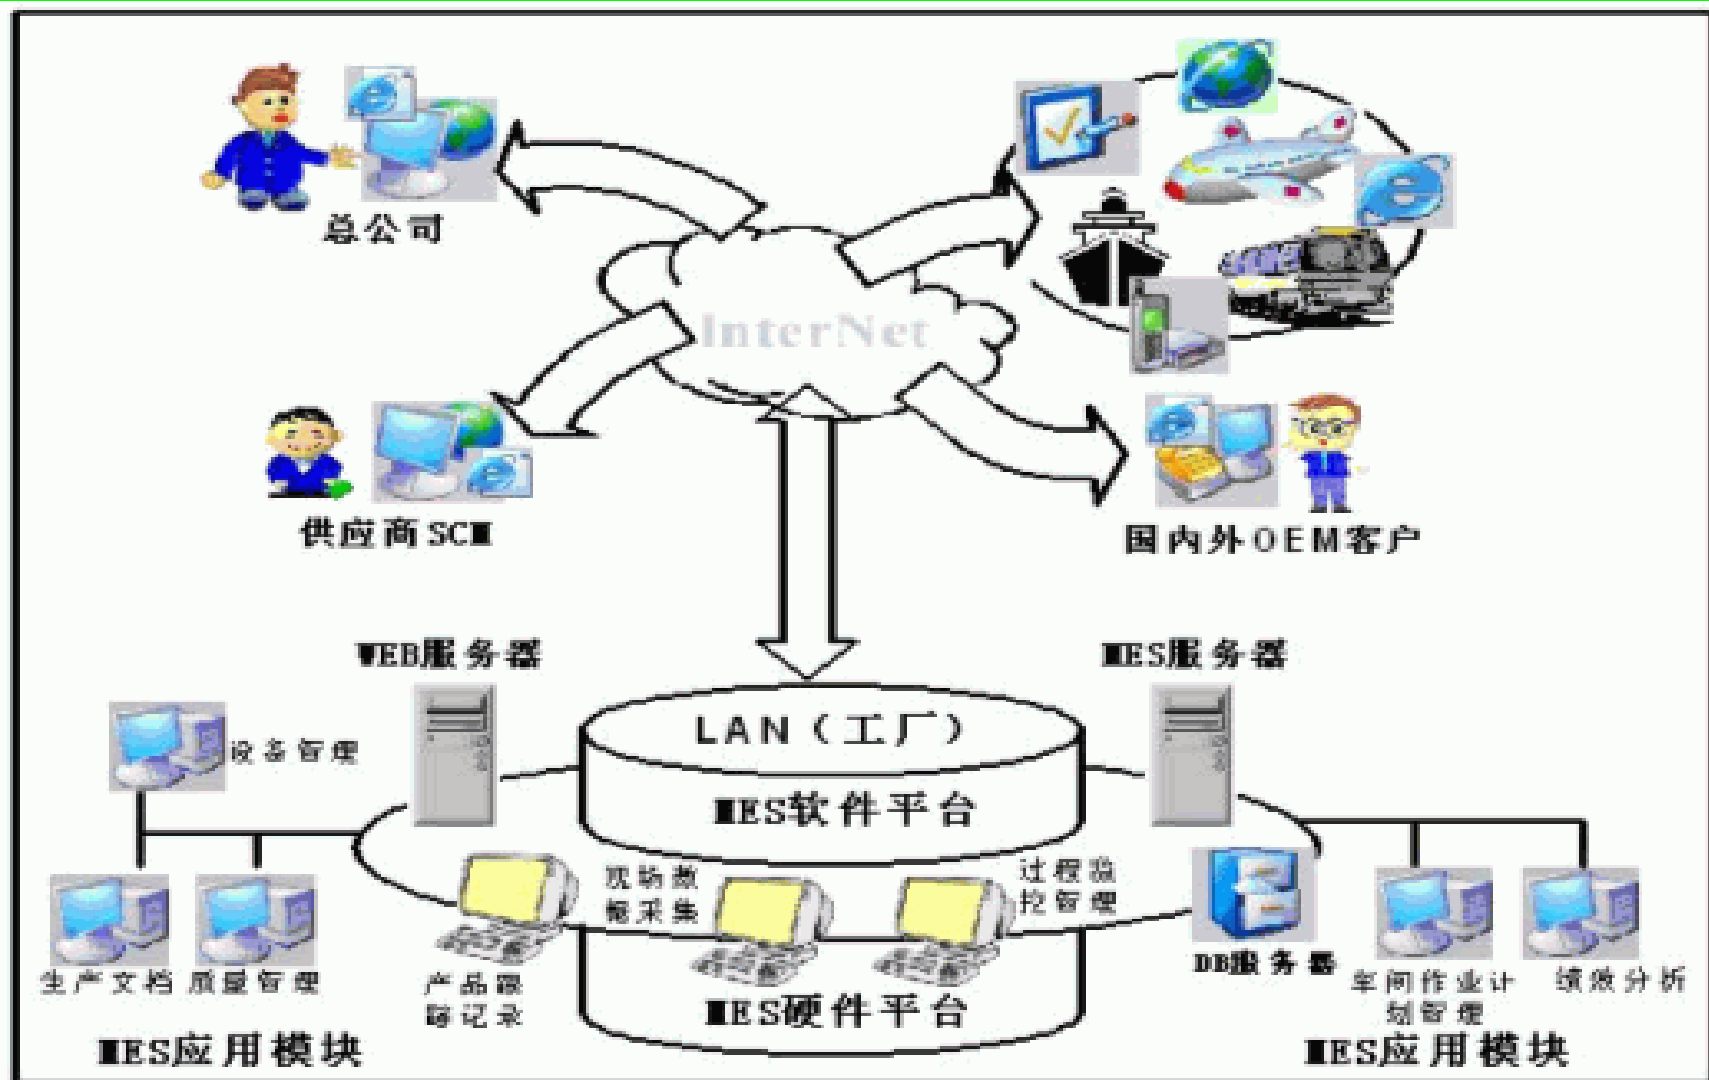 总公司
InterNet
供应商SCM
国内外OEM客户
WEB服务器
MES服务器
LAN（工厂）
设备管理
MES软件平台
现场数
据采集
过程监
控管理
生产文档
质量管理
产品跟
踪记录
DB服务器
车间作业计
划管理
绩效分析
MES硬件平台
MES应用模块
MES应用模块